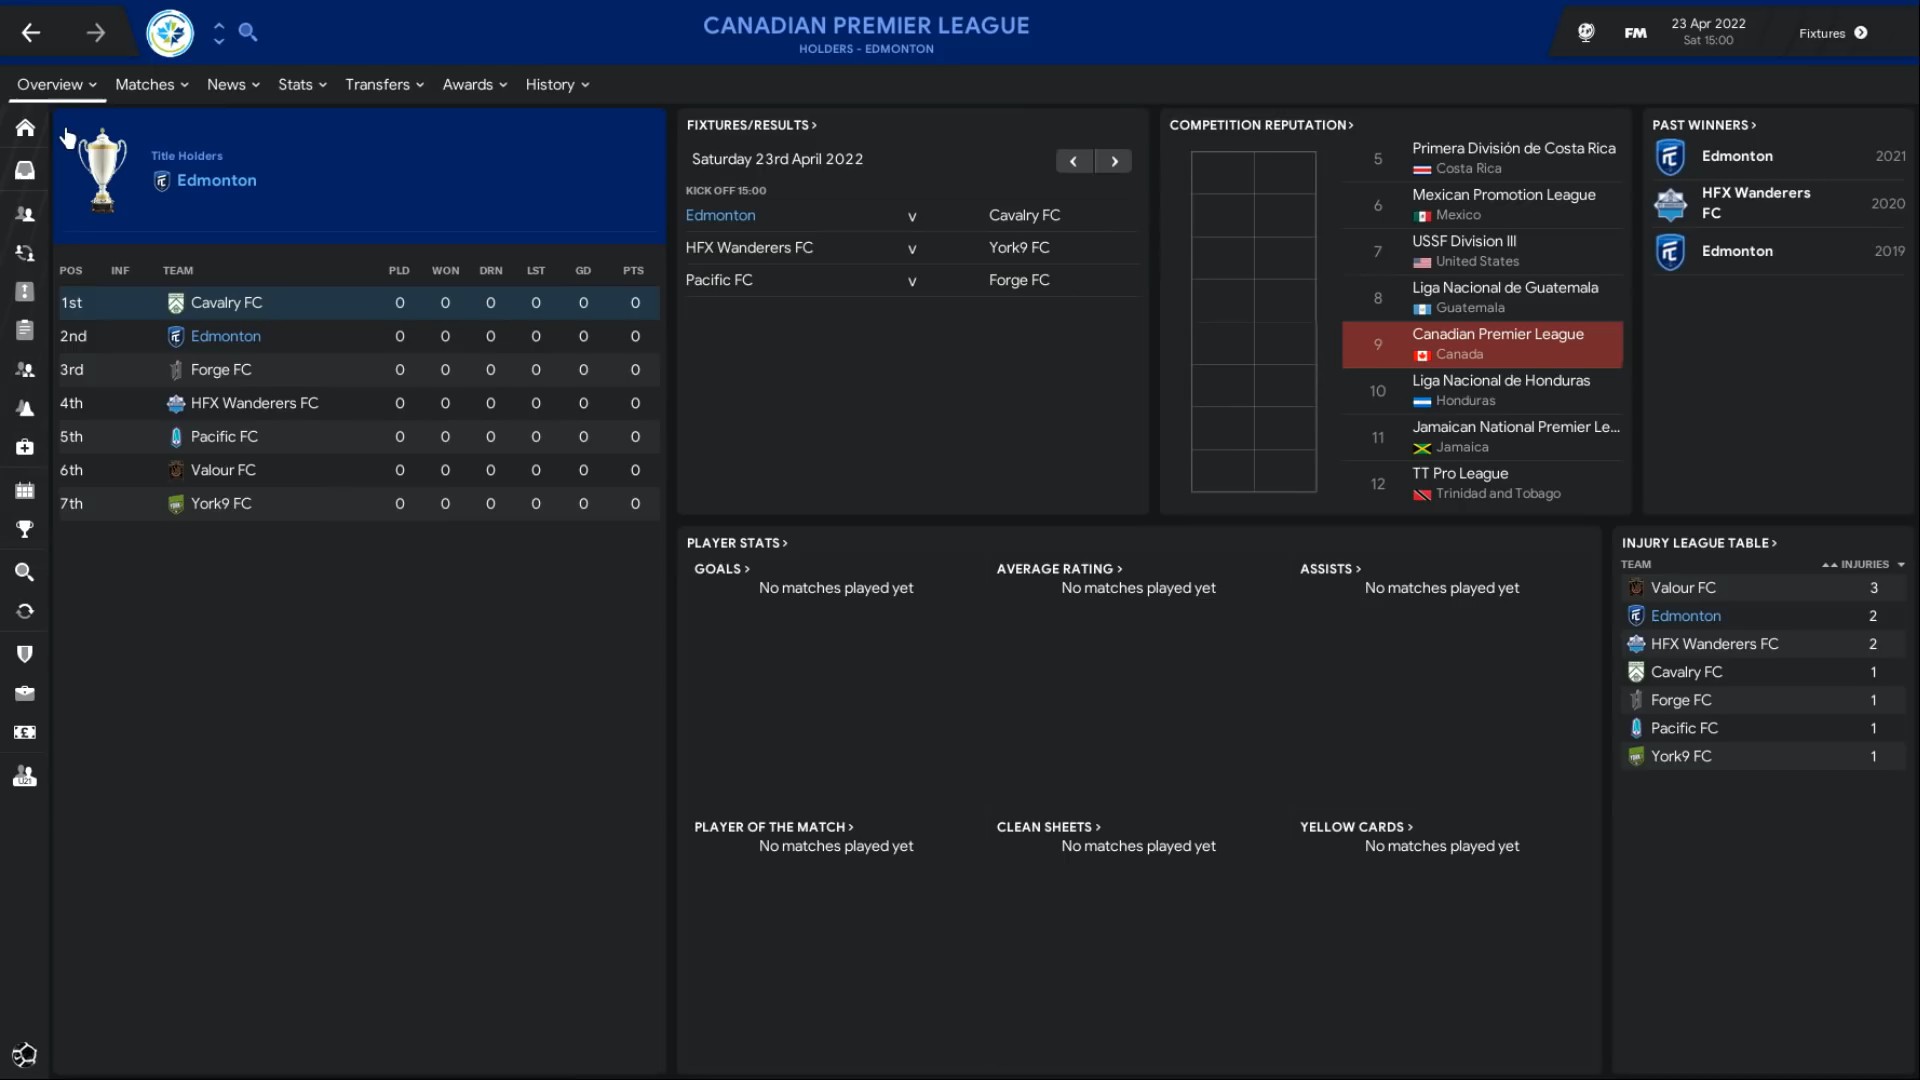 CANADIAN PREMIER LEAGUE
HOLDERS - EDMONTON
FM
23 Apr 2022
Sat 15:00
Fixtures
Overview
Matches
News
Stats
Transfers
Awards
History
Title Holders
Edmonton
POS INF TEAM PLD WON DRN LST GD PTS
1st Cavalry FC 0 0 0 0 0 0
2nd Edmonton 0 0 0 0 0 0
3rd Forge FC 0 0 0 0 0 0
4th HFX Wanderers FC 0 0 0 0 0 0
5th Pacific FC 0 0 0 0 0 0
6th Valour FC 0 0 0 0 0 0
7th York9 FC 0 0 0 0 0 0
FIXTURES/RESULTS >
Saturday 23rd April 2022
KICK OFF 15:00
Edmonton v Cavalry FC
HFX Wanderers FC v York9 FC
Pacific FC v Forge FC
COMPETITION REPUTATION >
5 Primera División de Costa Rica
Costa Rica
6 Mexican Promotion League
Mexico
7 USSF Division III
United States
8 Liga Nacional de Guatemala
Guatemala
9 Canadian Premier League
Canada
10 Liga Nacional de Honduras
Honduras
11 Jamaican National Premier Le...
Jamaica
12 TT Pro League
Trinidad and Tobago
PAST WINNERS >
Edmonton 2021
HFX Wanderers
FC 2020
Edmonton 2019
PLAYER STATS >
GOALS >
No matches played yet
AVERAGE RATING >
No matches played yet
ASSISTS >
No matches played yet
PLAYER OF THE MATCH >
No matches played yet
CLEAN SHEETS >
No matches played yet
YELLOW CARDS >
No matches played yet
INJURY LEAGUE TABLE >
TEAM INJURIES
Valour FC 3
Edmonton 2
HFX Wanderers FC 2
Cavalry FC 1
Forge FC 1
Pacific FC 1
York9 FC 1